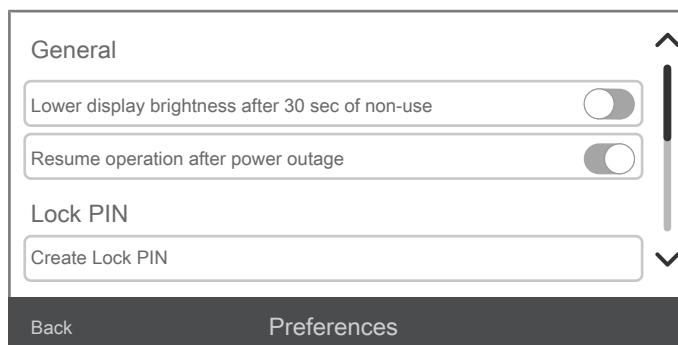 General
Lower display brightness after 30 sec of non-use
Resume operation after power outage
Lock PIN
Create Lock PIN
Back Preferences